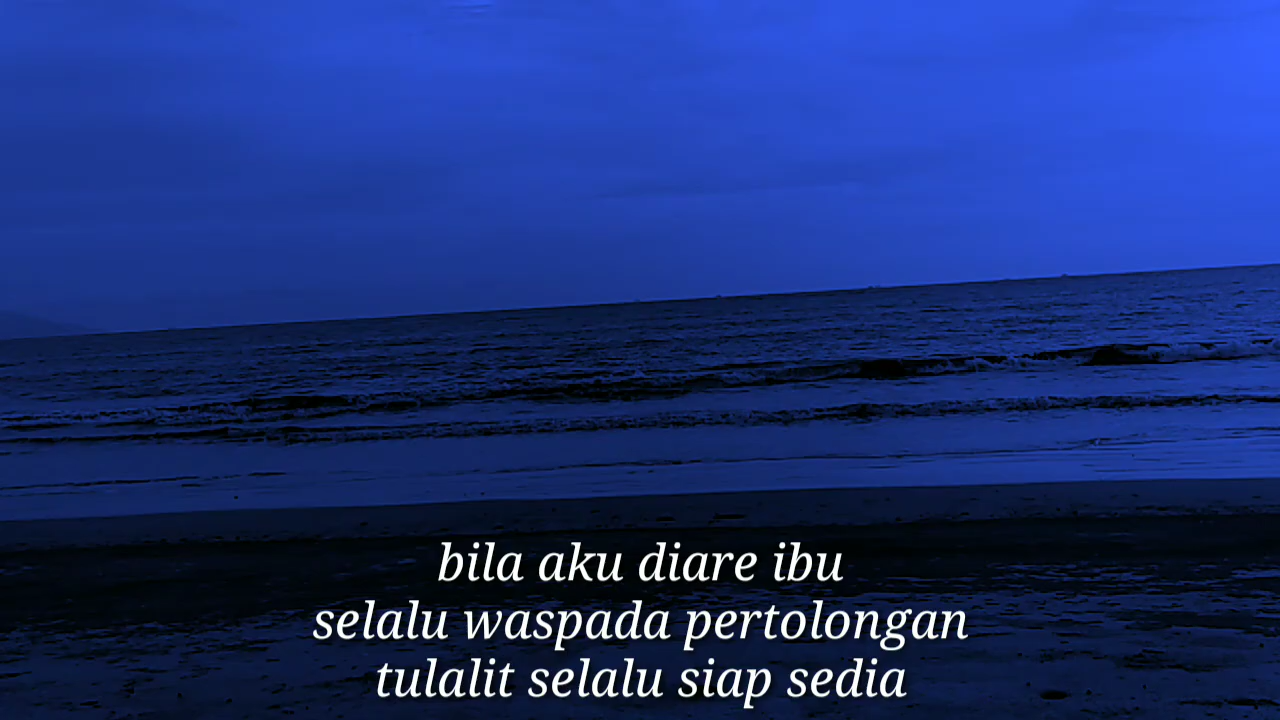 bila aku diare ibu
selalu waspada pertolongan
tulalit selalu siap sedia